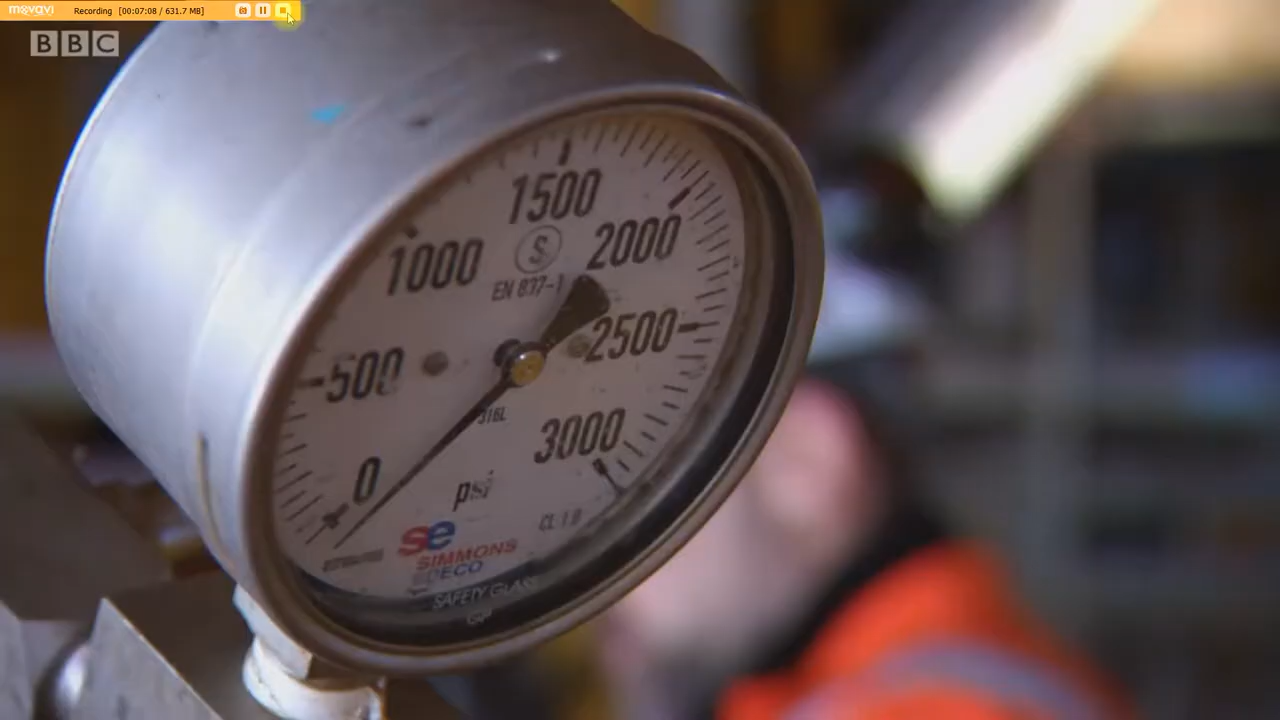 movavi
Recording [00:07:08 / 631.7 MB]
BBC
1500
1000
2000
S
EN 837-1
500
2500
316L
3000
0
psi
CL 1.0
se
SIMMONS
EDECO
SAFETY GLASS